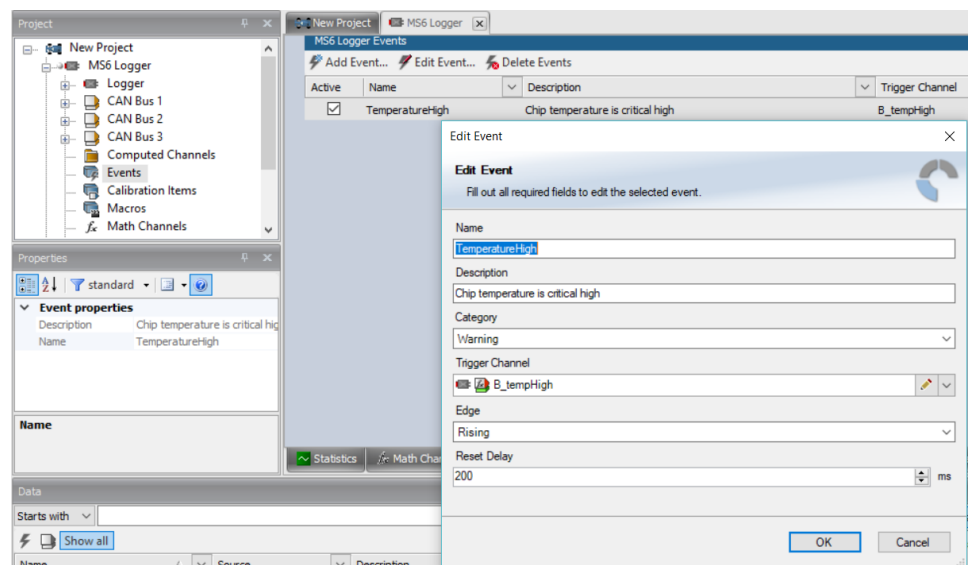 Project
New Project
MS6 Logger
Logger
CAN Bus 1
CAN Bus 2
CAN Bus 3
Computed Channels
Events
Calibration Items
Macros
fx Math Channels
Properties
standard
Event properties
Description Chip temperature is critical hig
Name TemperatureHigh
Name
Data
Starts with
Show all
Name Source Description
New Project MS6 Logger
MS6 Logger Events
Add Event... Edit Event... Delete Events
Active Name Description Trigger Channel
TemperatureHigh Chip temperature is critical high B_tempHigh
Statistics fx Math Cha
Edit Event
Edit Event
Fill out all required fields to edit the selected event.
Name
TemperatureHigh
Description
Chip temperature is critical high
Category
Warning
Trigger Channel
B_tempHigh
Edge
Rising
Reset Delay
200 ms
OK Cancel